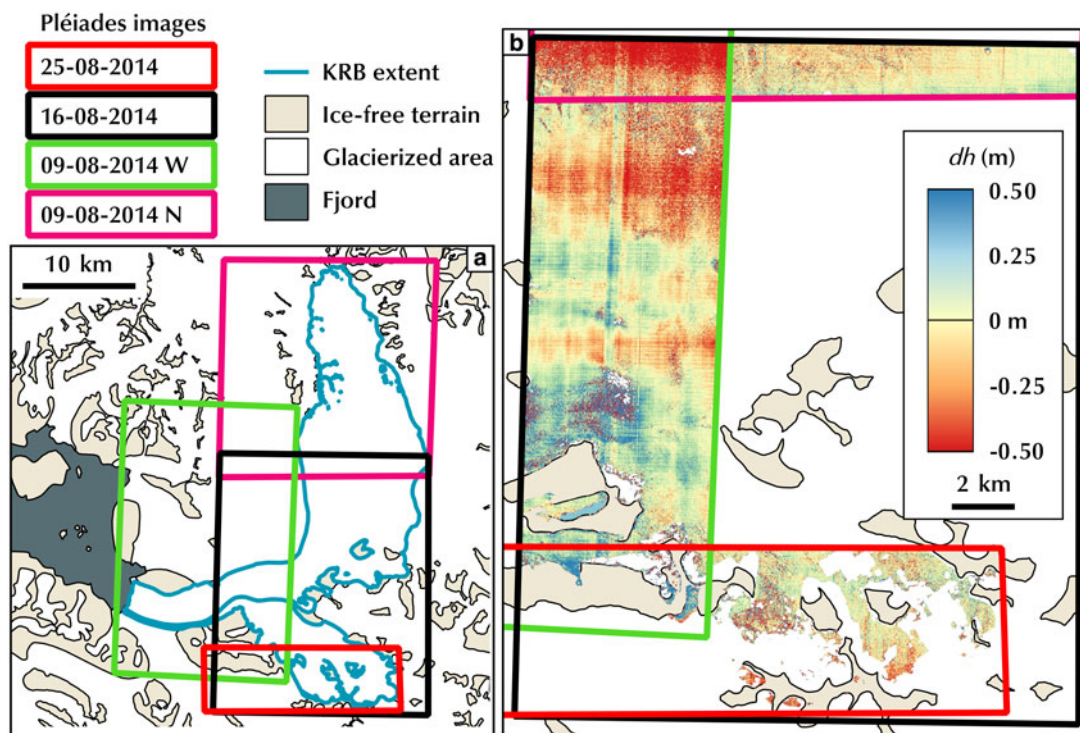 Pléiades images
25-08-2014
16-08-2014
09-08-2014 W
09-08-2014 N
KRB extent
Ice-free terrain
Glacierized area
Fjord
10 km
a
b
dh (m)
0.50
0.25
0 m
-0.25
-0.50
2 km